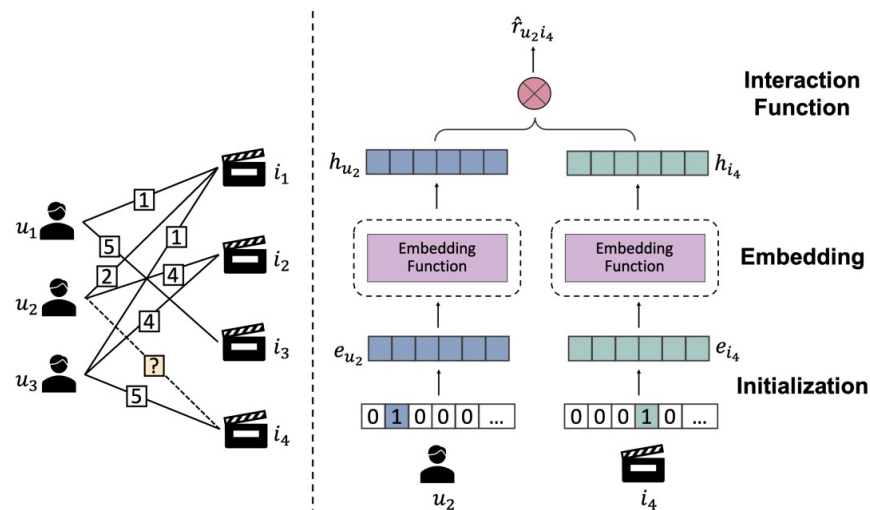 u₁
u₂
u₃
1
5
2
1
4
4
?
5
i₁
i₂
i₃
i₄
r̂ᵤ₂ᵢ₄
Interaction
Function
hᵤ₂
hᵢ₄
Embedding
Function
Embedding
Function
Embedding
eᵤ₂
eᵢ₄
Initialization
0 1 0 0 0 ...
0 0 0 1 0 ...
u₂
i₄